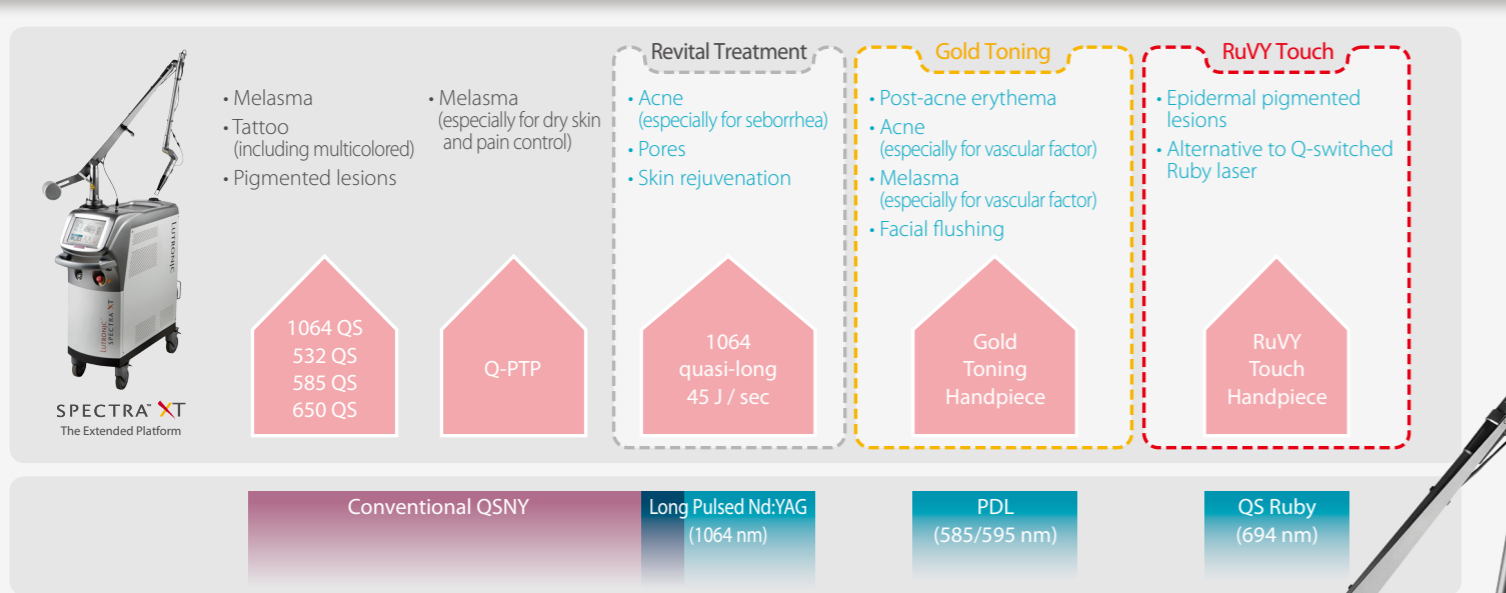 Revital Treatment
Gold Toning
RuVY Touch
• Melasma
• Tattoo
(including multicolored)
• Pigmented lesions
• Melasma
(especially for dry skin
and pain control)
• Acne
(especially for seborrhea)
• Pores
• Skin rejuvenation
• Post-acne erythema
• Acne
(especially for vascular factor)
• Melasma
(especially for vascular factor)
• Facial flushing
• Epidermal pigmented
lesions
• Alternative to Q-switched
Ruby laser
1064 QS
532 QS
585 QS
650 QS
Q-PTP
1064
quasi-long
45 J / sec
Gold
Toning
Handpiece
RuVY
Touch
Handpiece
LUTRONIC
LUTRONIC®
SPECTRA XT
SPECTRA™ XT
The Extended Platform
Conventional QSNY
Long Pulsed Nd:YAG
(1064 nm)
PDL
(585/595 nm)
QS Ruby
(694 nm)